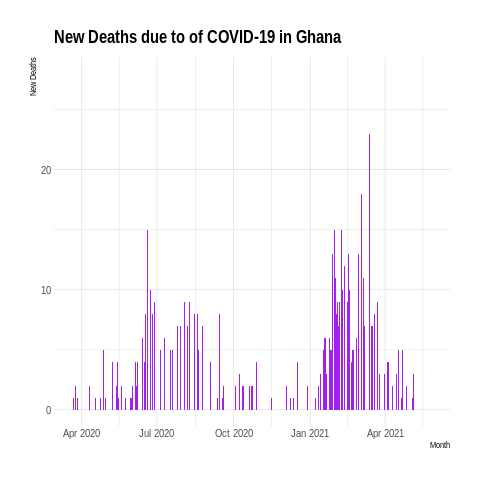 New Deaths due to of COVID-19 in Ghana
New Deaths
20
10
0
Apr 2020 Jul 2020 Oct 2020 Jan 2021 Apr 2021
Month